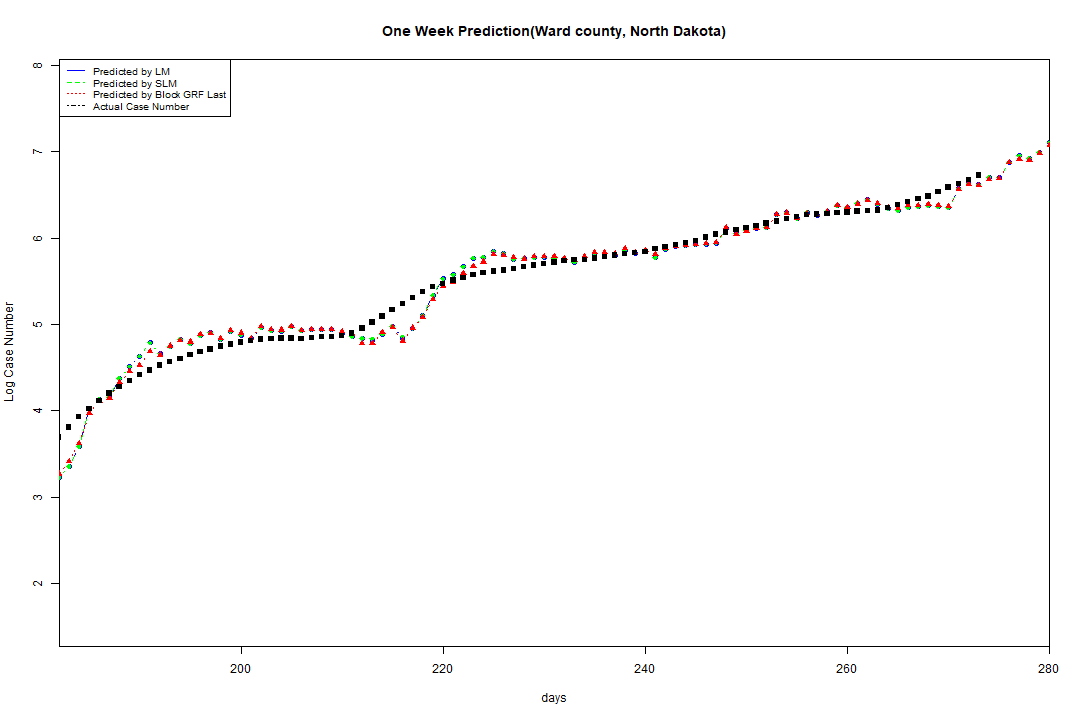 One Week Prediction(Ward county, North Dakota)
Predicted by LM
Predicted by SLM
Predicted by Block GRF Last
Actual Case Number
8
7
6
5
4
3
2
Log Case Number
200 220 240 260 280
days